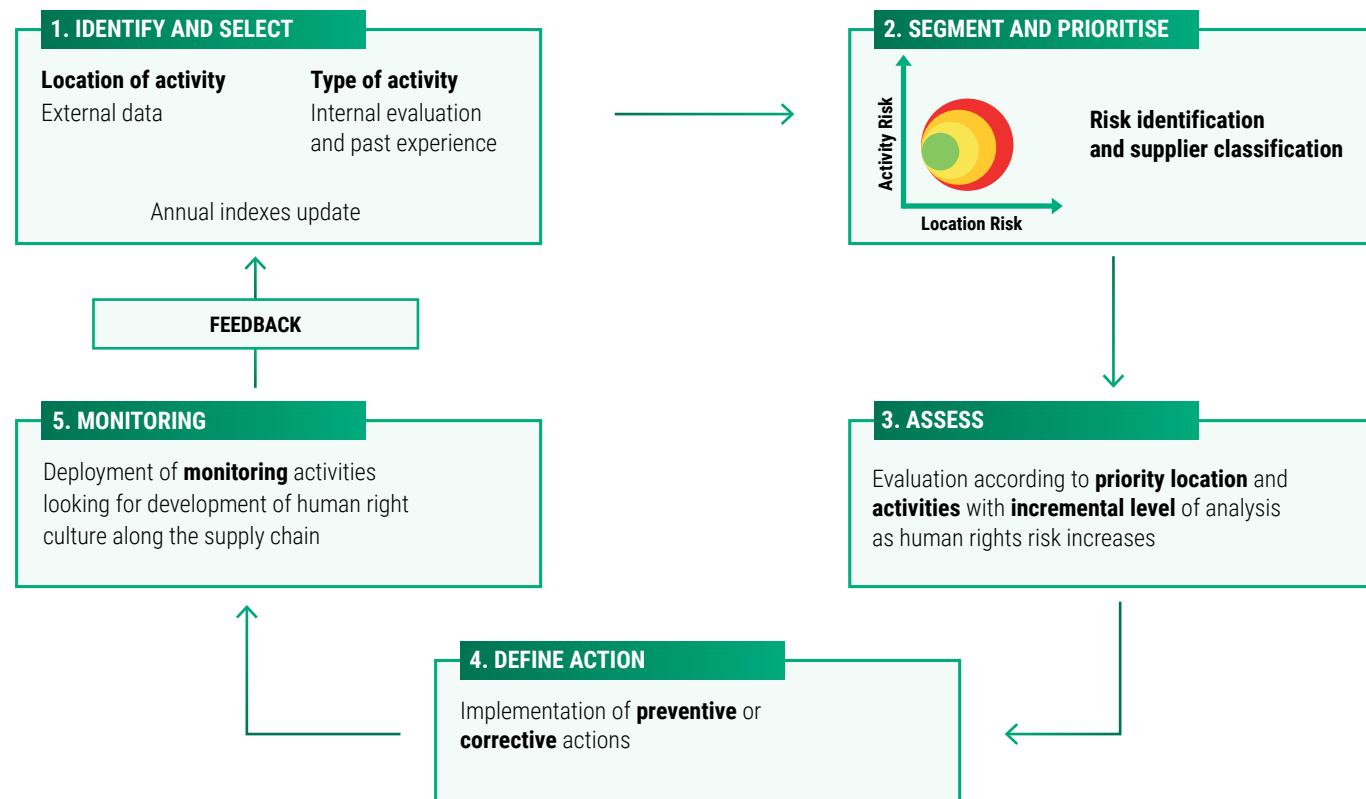 1. IDENTIFY AND SELECT
Location of activity
External data
Type of activity
Internal evaluation
and past experience
Annual indexes update
2. SEGMENT AND PRIORITISE
Activity Risk
Location Risk
Risk identification
and supplier classification
3. ASSESS
Evaluation according to priority location and
activities with incremental level of analysis
as human rights risk increases
4. DEFINE ACTION
Implementation of preventive or
corrective actions
5. MONITORING
Deployment of monitoring activities
looking for development of human right
culture along the supply chain
FEEDBACK